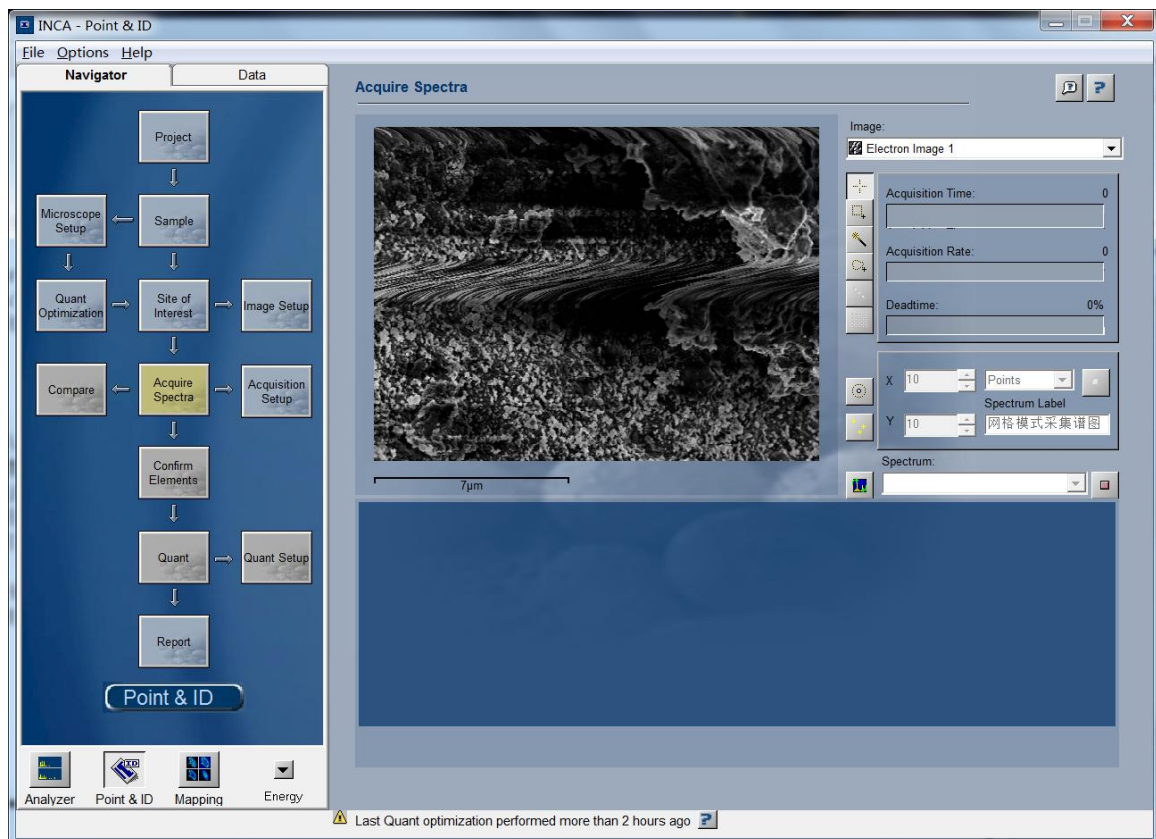 INCA - Point & ID
File Options Help
Navigator
Data
Project
Microscope
Setup
Sample
Quant
Optimization
Site of
Interest
Image Setup
Compare
Acquire
Spectra
Acquisition
Setup
Confirm
Elements
Quant
Quant Setup
Report
Point & ID
Analyzer
Point & ID
Mapping
Energy
Acquire Spectra
7µm
Image:
Electron Image 1
Acquisition Time: 0
Acquisition Rate: 0
Deadtime: 0%
X 10 Points
Spectrum Label
Y 10 网格模式采集谱图
Spectrum:
Last Quant optimization performed more than 2 hours ago